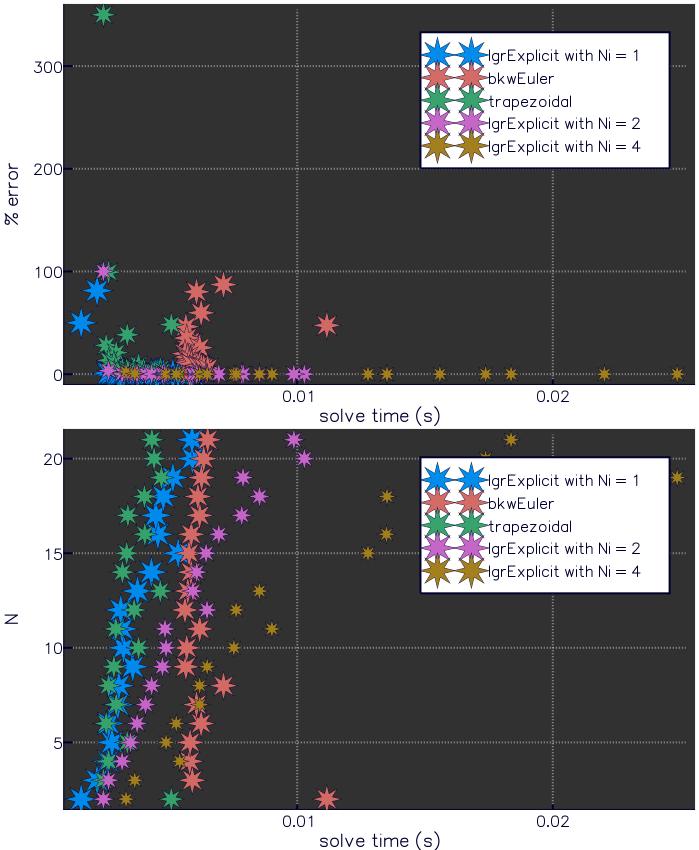 300
200
100
0
% error
0.01
0.02
solve time (s)
lgrExplicit with Ni = 1
bkwEuler
trapezoidal
lgrExplicit with Ni = 2
lgrExplicit with Ni = 4
20
15
10
5
N
0.01
0.02
solve time (s)
lgrExplicit with Ni = 1
bkwEuler
trapezoidal
lgrExplicit with Ni = 2
lgrExplicit with Ni = 4